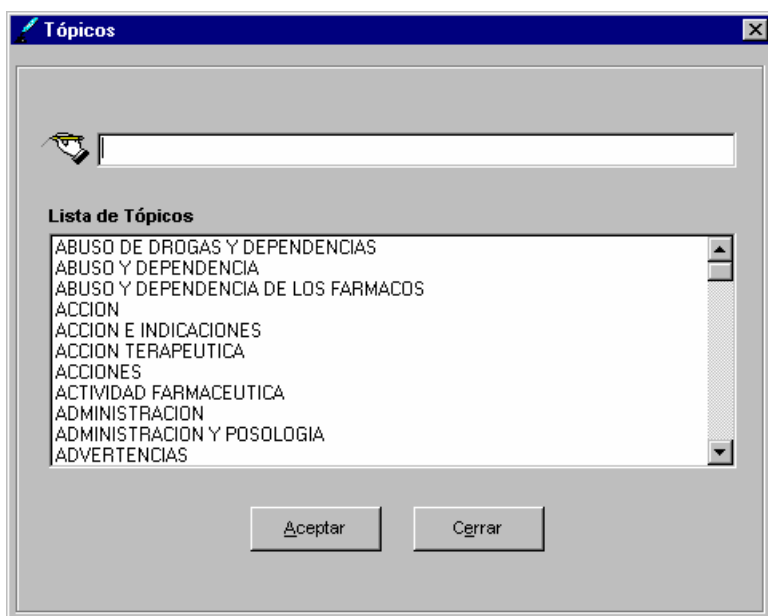 Tópicos
Lista de Tópicos
ABUSO DE DROGAS Y DEPENDENCIAS
ABUSO Y DEPENDENCIA
ABUSO Y DEPENDENCIA DE LOS FARMACOS
ACCION
ACCION E INDICACIONES
ACCION TERAPEUTICA
ACCIONES
ACTIVIDAD FARMACEUTICA
ADMINISTRACION
ADMINISTRACION Y POSOLOGIA
ADVERTENCIAS
Aceptar Cerrar